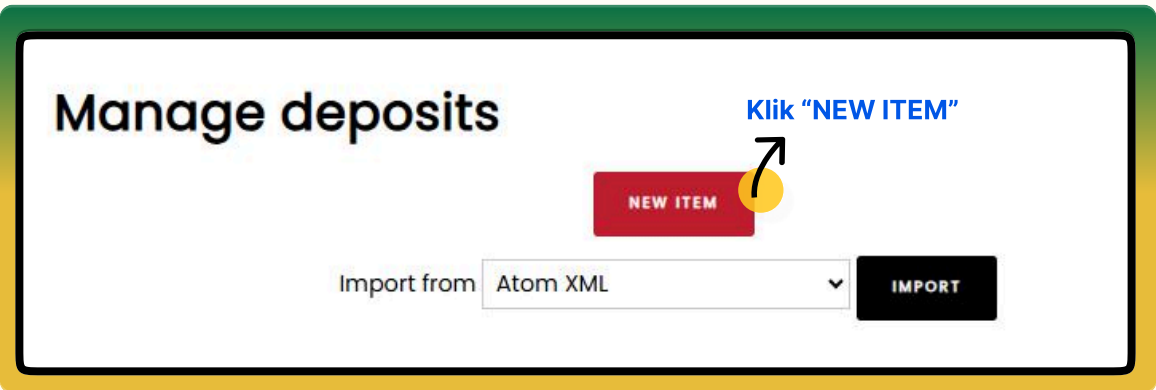 Manage deposits
Klik “NEW ITEM”
NEW ITEM
Import from Atom XML IMPORT